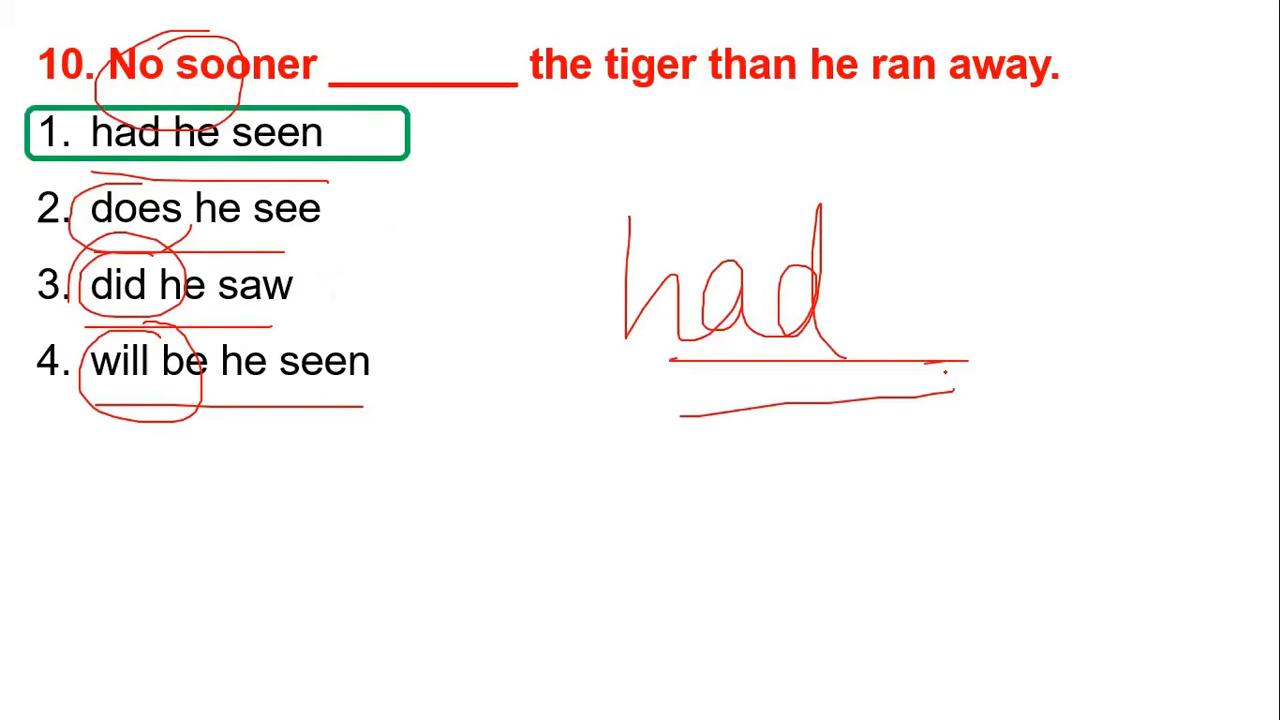 10. No sooner ________ the tiger than he ran away.
1. had he seen
2. does he see
3. did he saw
4. will be he seen
had